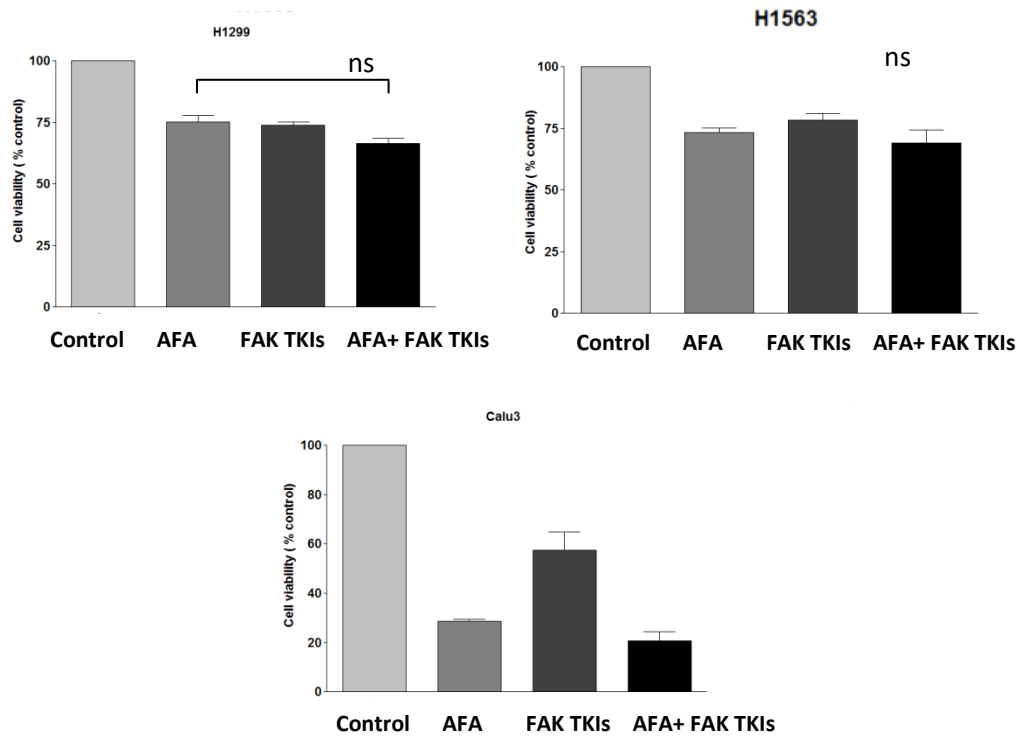 H1299
ns
100
75
50
25
0
Cell viability ( % control)
Control AFA FAK TKIs AFA+ FAK TKIs
H1563
ns
100
75
50
25
0
Cell viability ( % control)
Control AFA FAK TKIs AFA+ FAK TKIs
Calu3
100
80
60
40
20
0
Cell viability ( % control)
Control AFA FAK TKIs AFA+ FAK TKIs